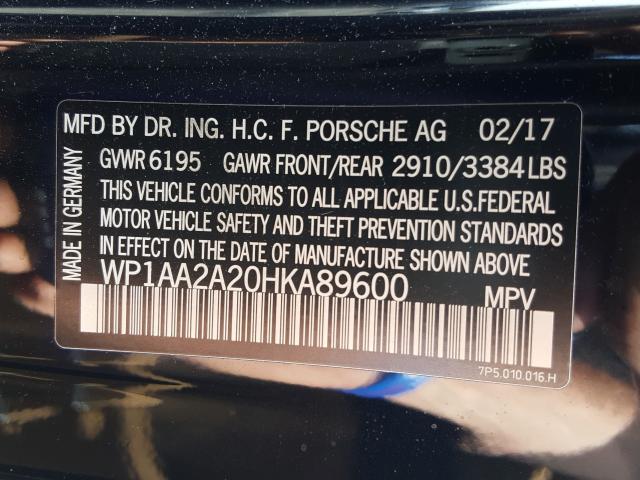 MFD BY DR. ING. H.C. F. PORSCHE AG 02/17
GVWR 6195 GAWR FRONT/REAR 2910/3384 LBS
THIS VEHICLE CONFORMS TO ALL APPLICABLE U.S.FEDERAL
MOTOR VEHICLE SAFETY AND THEFT PREVENTION STANDARDS
IN EFFECT ON THE DATE OF MANUFACTURE SHOWN ABOVE
WP1AA2A20HKA89600 MPV
MADE IN GERMANY
7P5.010.016.H